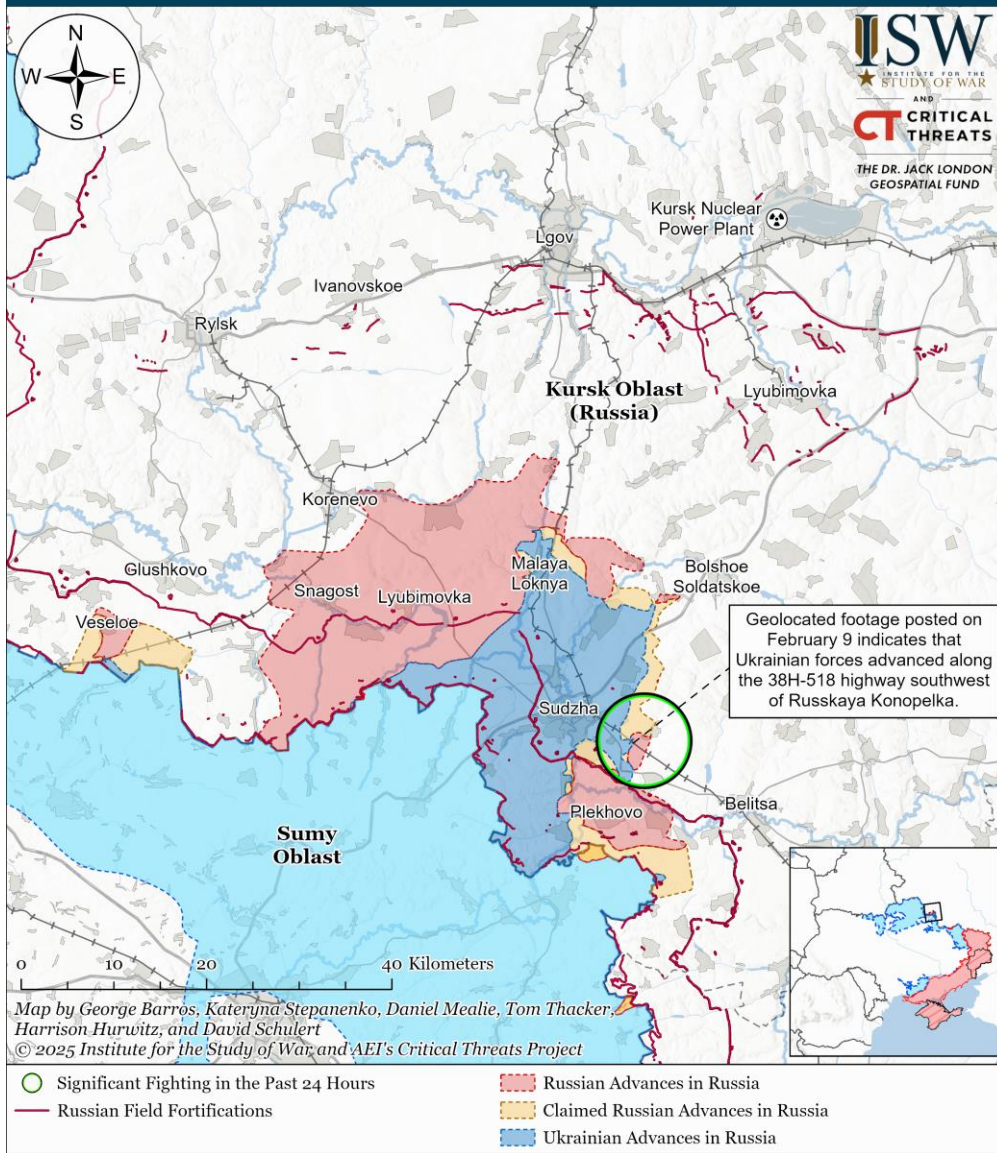 N
W E
S
ISW
INSTITUTE FOR THE
STUDY OF WAR
AND
CT CRITICAL
THREATS
THE DR. JACK LONDON
GEOSPATIAL FUND
Kursk Nuclear
Power Plant
Lgov
Ivanovskoe
Rylsk
Kursk Oblast
(Russia)
Lyubimovka
Korenevo
Glushkovo
Malaya
Loknya
Bolshoe
Soldatskoe
Snagost
Lyubimovka
Veseloe
Geolocated footage posted on
February 9 indicates that
Ukrainian forces advanced along
the 38H-518 highway southwest
of Russkaya Konopelka.
Sudzha
Belitsa
Plekhovo
Sumy
Oblast
0 10 20 40 Kilometers
Map by George Barros, Kateryna Stepanenko, Daniel Mealie, Tom Thacker,
Harrison Hurwitz, and David Schulert
© 2025 Institute for the Study of War and AEI's Critical Threats Project
Significant Fighting in the Past 24 Hours
Russian Field Fortifications
Russian Advances in Russia
Claimed Russian Advances in Russia
Ukrainian Advances in Russia